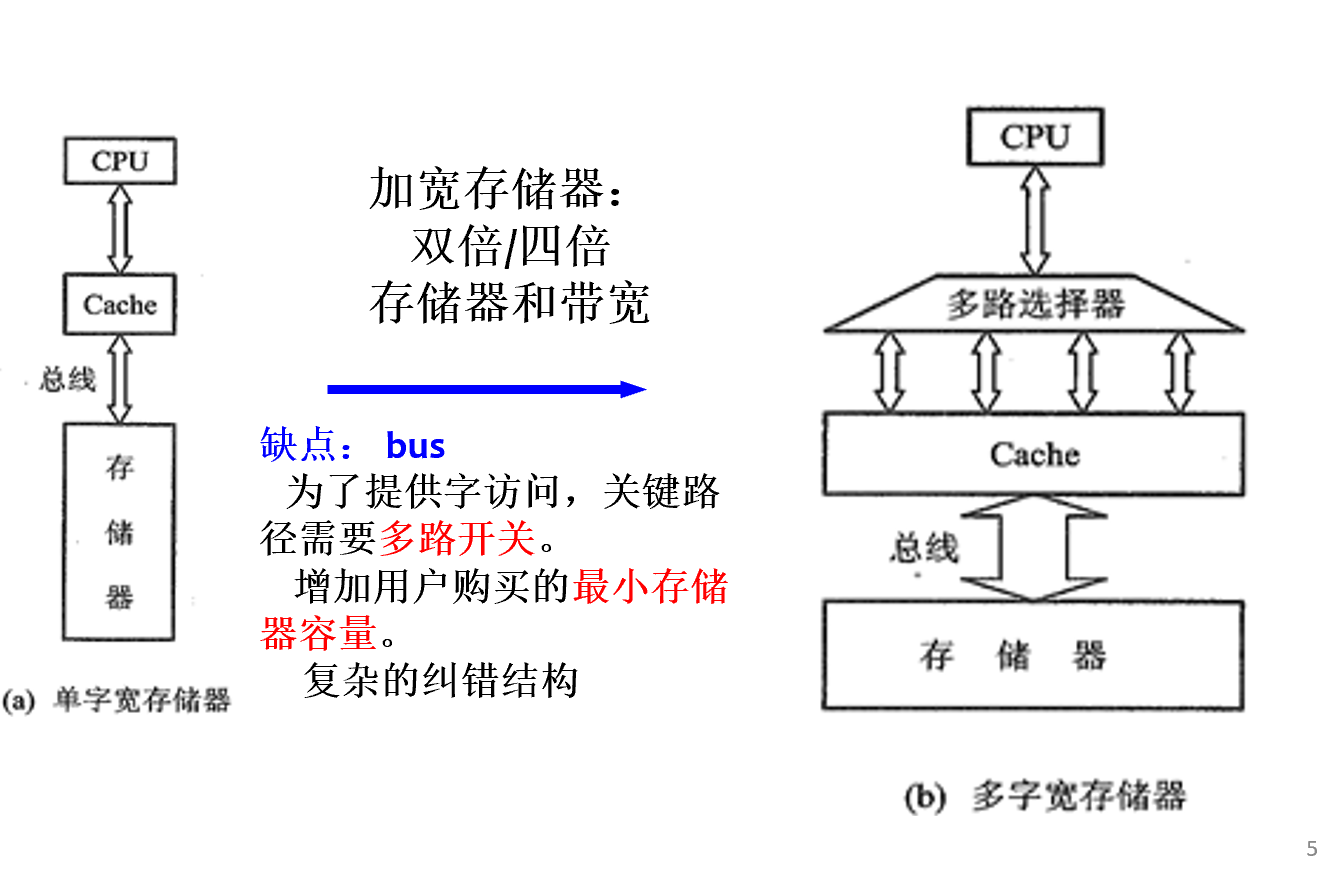 CPU
Cache
总线
存
储
器
(a) 单字宽存储器
加宽存储器：
双倍/四倍
存储器和带宽
缺点： bus
为了提供字访问，关键路
径需要多路开关。
增加用户购买的最小存储
器容量。
复杂的纠错结构
CPU
多路选择器
Cache
总线
存 储 器
(b) 多字宽存储器
5